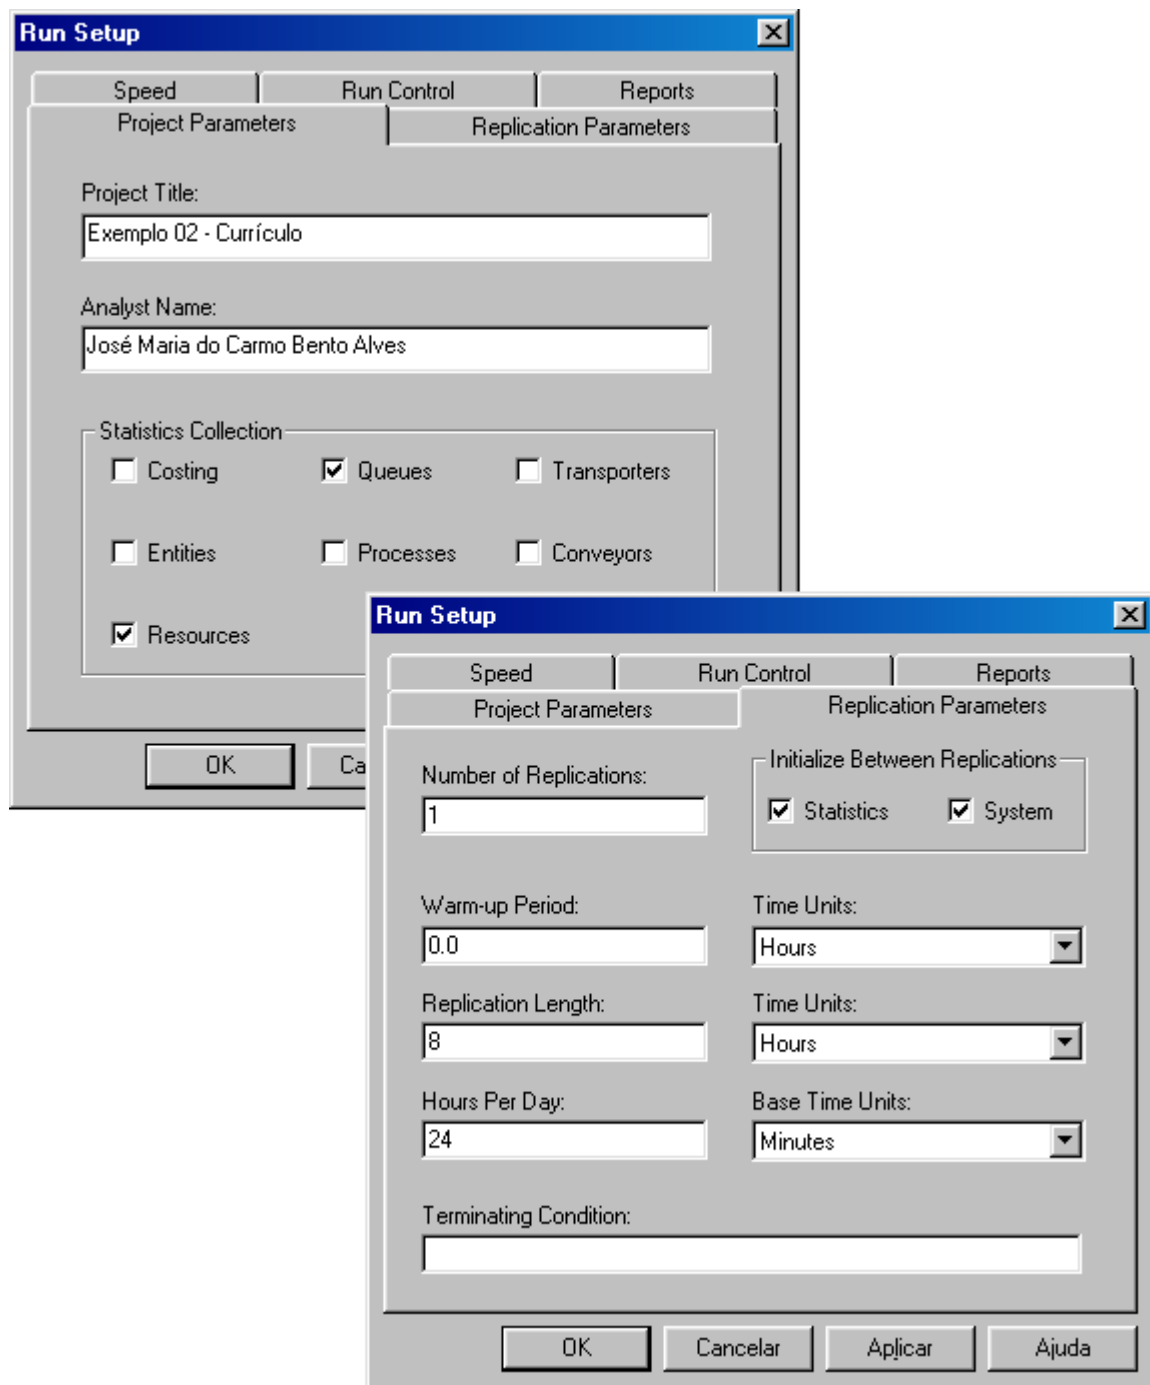 Run Setup
Speed Run Control Reports
Project Parameters Replication Parameters
Project Title:
Exemplo 02 - Currículo
Analyst Name:
José Maria do Carmo Bento Alves
Statistics Collection
Costing Queues Transporters
Entities Processes Conveyors
Resources
OK Ca
Run Setup
Speed Run Control Reports
Project Parameters Replication Parameters
Number of Replications:
1
Initialize Between Replications
Statistics System
Warm-up Period: Time Units:
0.0 Hours
Replication Length: Time Units:
8 Hours
Hours Per Day: Base Time Units:
24 Minutes
Terminating Condition:
OK Cancelar Aplicar Ajuda